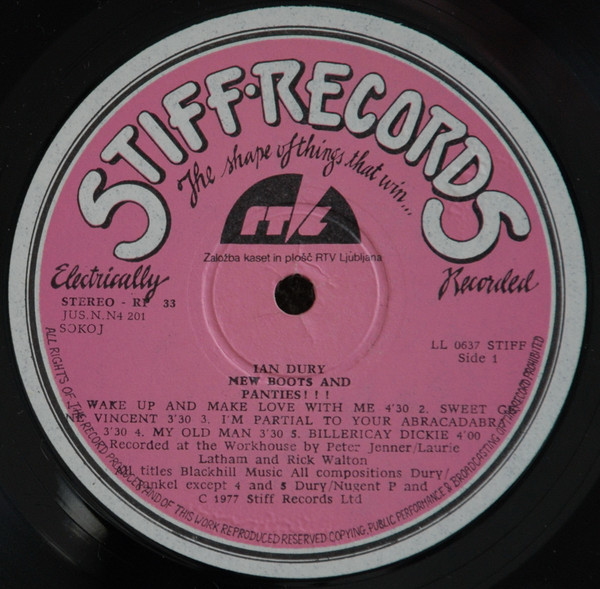 STIFF·RECORDS
The shape of things that win...
RTL
Založba kaset in plošč RTV Ljubljana
Electrically
Recorded
STEREO - RP 33
JUS.N.N4 201
SOKOJ
LL 0637 STIFF
Side 1
IAN DURY
NEW BOOTS AND
PANTIES!!!
1. WAKE UP AND MAKE LOVE WITH ME 4'30 2. SWEET GE
NE VINCENT 3'30 3. I'M PARTIAL TO YOUR ABRACADABRA
3'30 4. MY OLD MAN 3'30 5. BILLERICAY DICKIE 4'00
Recorded at the Workhouse by Peter Jenner/Laurie
Latham and Rick Walton
All titles Blackhill Music All compositions Dury/
Jankel except 4 and 5 Dury/Nugent P and
C 1977 Stiff Records Ltd
ALL RIGHTS OF THE RECORD PRODUCER AND OF THIS WORK REPRODUCED RESERVED COPYING, PUBLIC PERFORMANCE & BROADCASTING OF THIS RECORD PROHIBITED